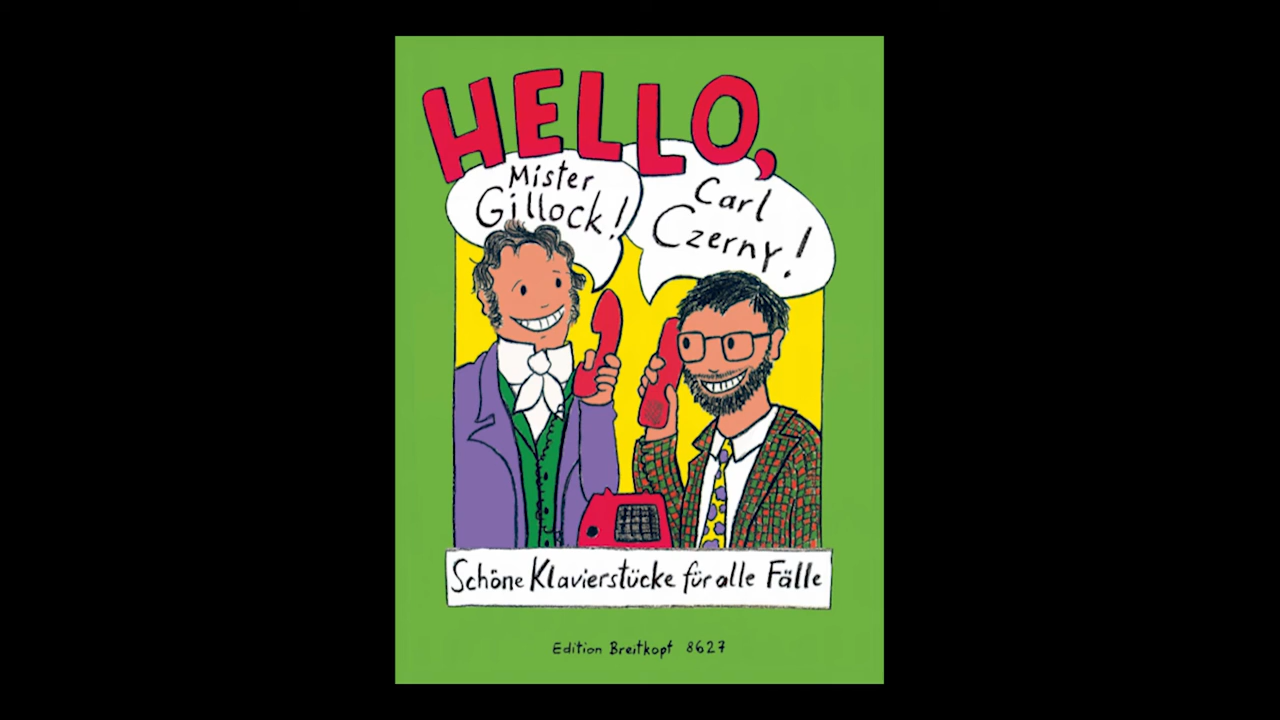 HELLO,
Mister
Gillock!
Carl
Czerny!
Schöne Klavierstücke für alle Fälle
Edition Breitkopf 8627